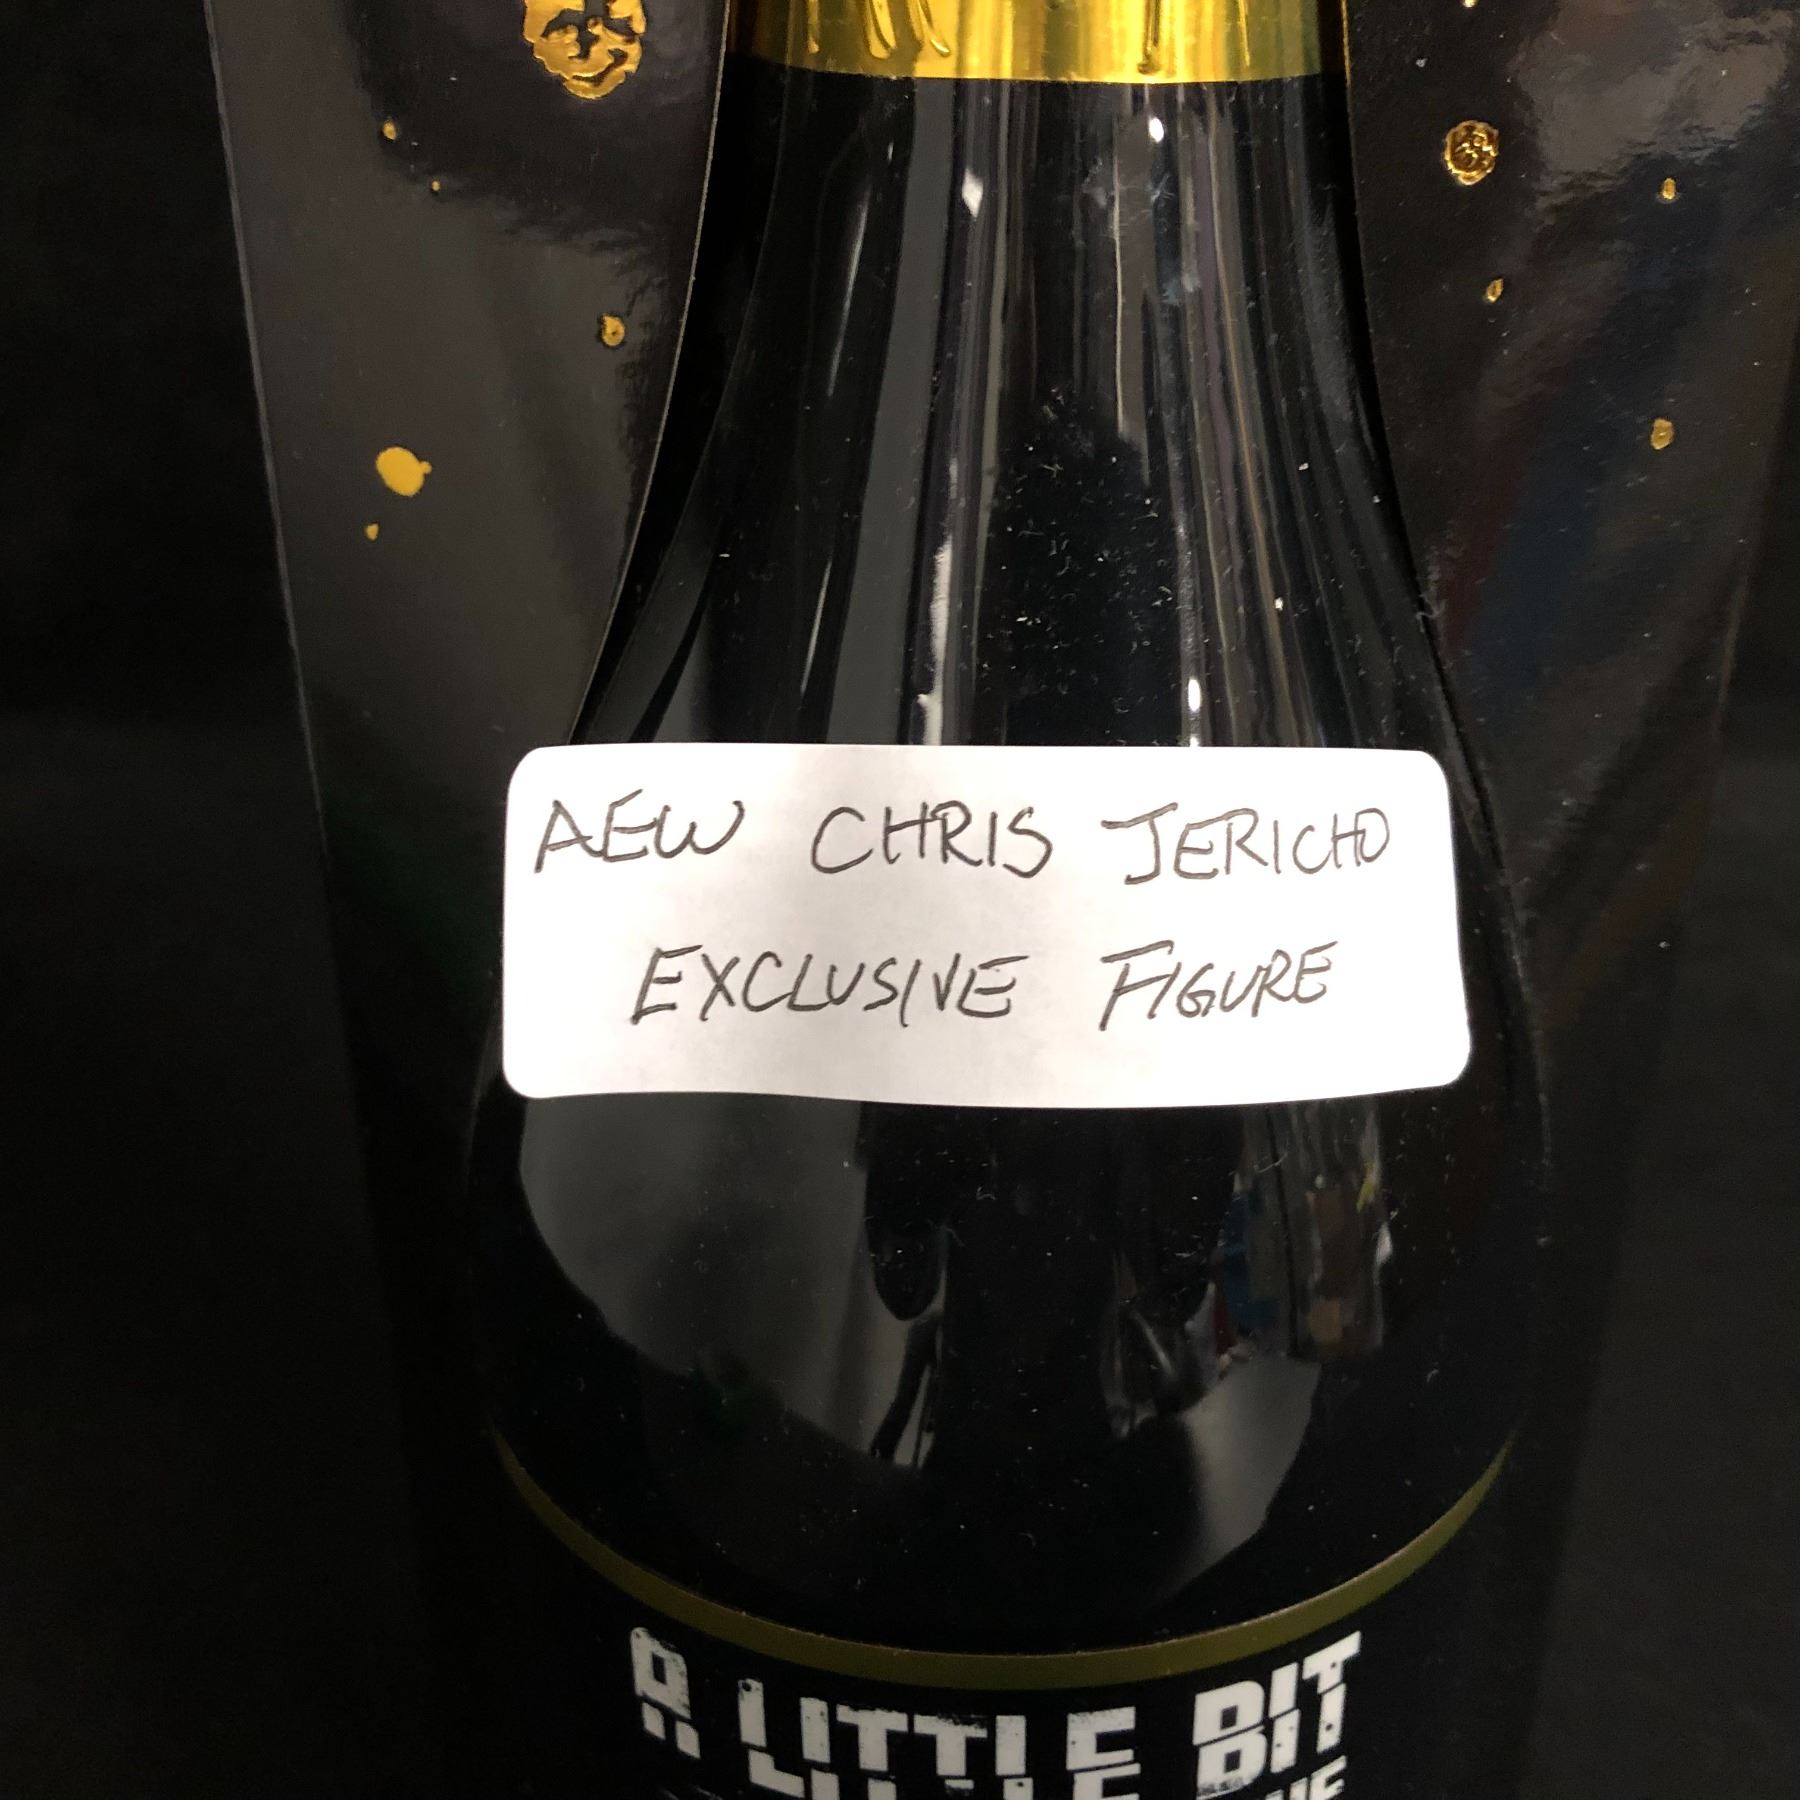 AEW CHRIS JERICHO
EXCLUSIVE FIGURE
A LITTLE BIT